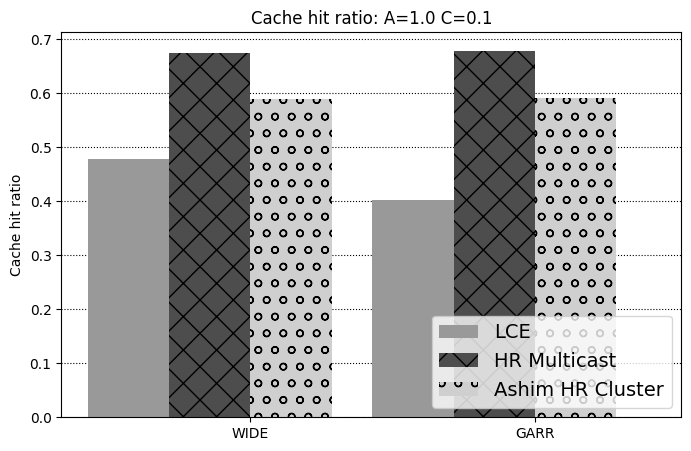 Cache hit ratio: A=1.0 C=0.1
Cache hit ratio
0.7
0.6
0.5
0.4
0.3
0.2
0.1
0.0
WIDE
GARR
LCE
HR Multicast
Ashim HR Cluster